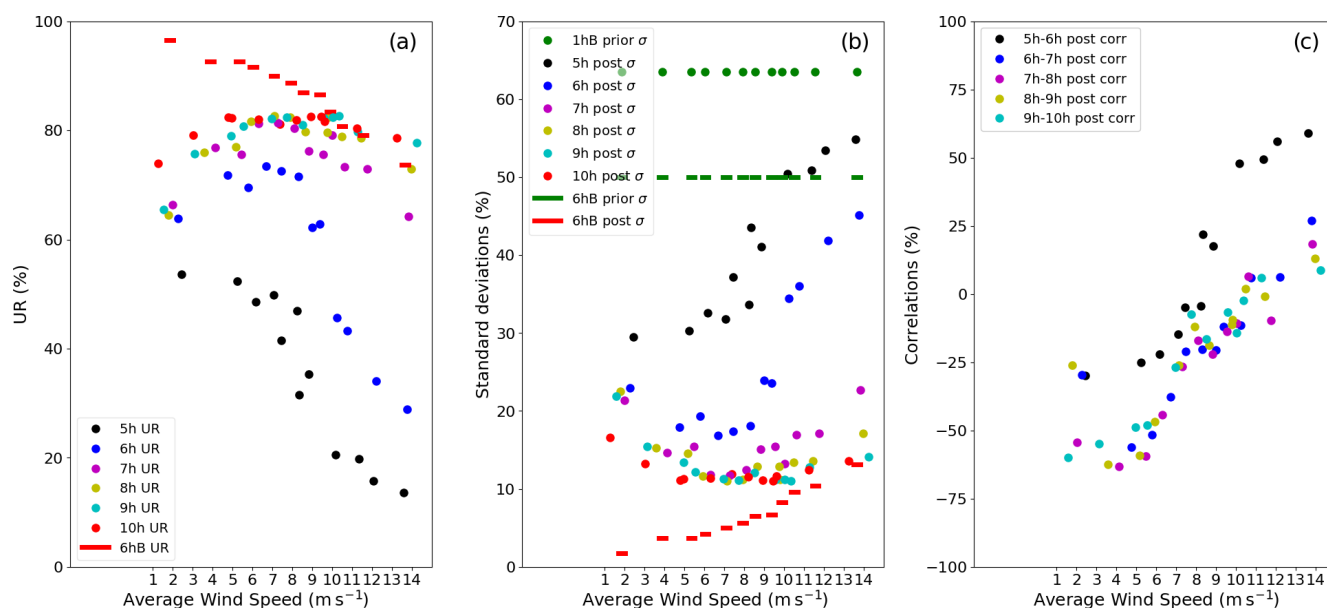 (a)
UR (%)
100
80
60
40
20
0
5h UR
6h UR
7h UR
8h UR
9h UR
10h UR
6hB UR
1 2 3 4 5 6 7 8 9 10 11 12 13 14
Average Wind Speed (m s⁻¹)
(b)
Standard deviations (%)
70
60
50
40
30
20
10
0
1hB prior σ
5h post σ
6h post σ
7h post σ
8h post σ
9h post σ
10h post σ
6hB prior σ
6hB post σ
1 2 3 4 5 6 7 8 9 10 11 12 13 14
Average Wind Speed (m s⁻¹)
(c)
Correlations (%)
100
75
50
25
0
−25
−50
−75
−100
5h-6h post corr
6h-7h post corr
7h-8h post corr
8h-9h post corr
9h-10h post corr
1 2 3 4 5 6 7 8 9 10 11 12 13 14
Average Wind Speed (m s⁻¹)